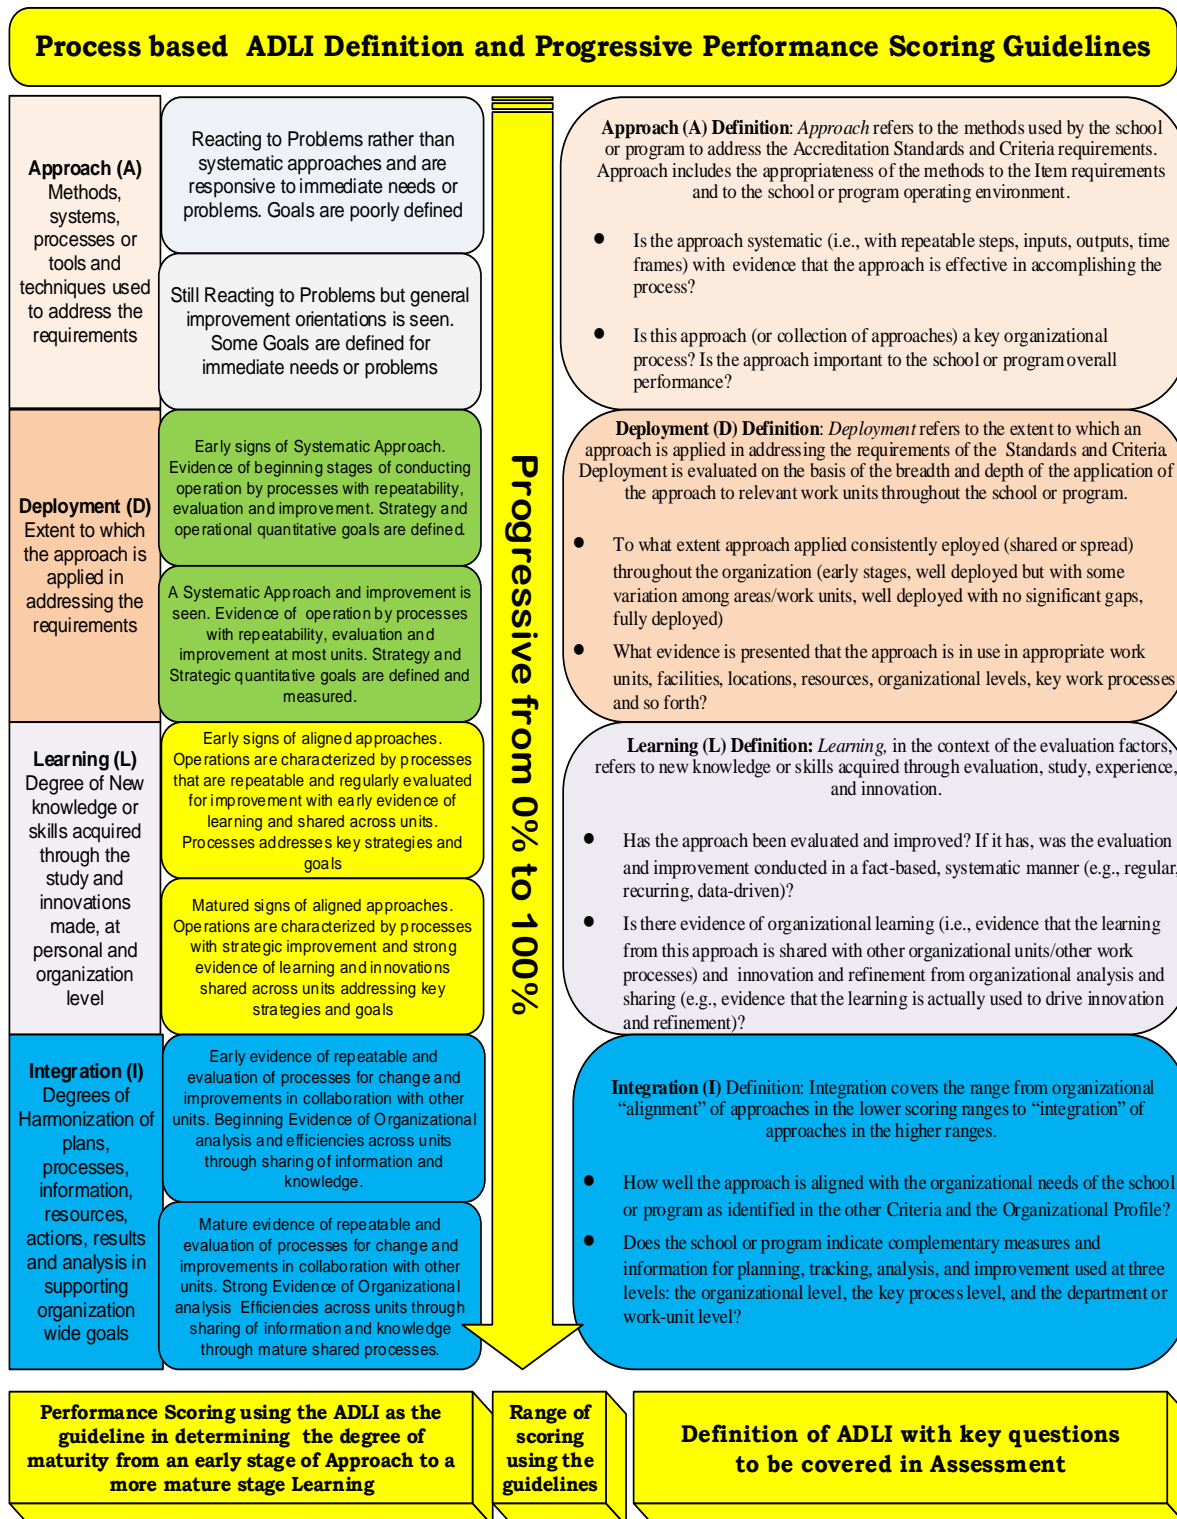 Process based ADLI Definition and Progressive Performance Scoring Guidelines
Approach (A)
Methods,
systems,
processes or
tools and
techniques used
to address the
requirements
Reacting to Problems rather than
systematic approaches and are
responsive to immediate needs or
problems. Goals are poorly defined
Still Reacting to Problems but general
improvement orientations is seen.
Some Goals are defined for
immediate needs or problems
Deployment (D)
Extent to which
the approach is
applied in
addressing the
requirements
Early signs of Systematic Approach.
Evidence of beginning stages of conducting
operation by processes with repeatability,
evaluation and improvement. Strategy and
operational quantitative goals are defined.
A Systematic Approach and improvement is
seen. Evidence of operation by processes
with repeatability, evaluation and
improvement at most units. Strategy and
Strategic quantitative goals are defined and
measured.
Learning (L)
Degree of New
knowledge or
skills acquired
through the
study and
innovations
made, at
personal and
organization
level
Early signs of aligned approaches.
Operations are characterized by processes
that are repeatable and regularly evaluated
for improvement with early evidence of
learning and shared across units.
Processes addresses key strategies and
goals
Matured signs of aligned approaches.
Operations are characterized by processes
with strategic improvement and strong
evidence of learning and innovations
shared across units addressing key
strategies and goals
Integration (I)
Degrees of
Harmonization of
plans,
processes,
information,
resources,
actions, results
and analysis in
supporting
organization
wide goals
Early evidence of repeatable and
evaluation of processes for change and
improvements in collaboration with other
units. Beginning Evidence of Organizational
analysis and efficiencies across units
through sharing of information and
knowledge.
Mature evidence of repeatable and
evaluation of processes for change and
improvements in collaboration with other
units. Strong Evidence of Organizational
analysis Efficiencies across units through
sharing of information and knowledge
through mature shared processes.
Progressive from 0% to 100%
Approach (A) Definition: Approach refers to the methods used by the school
or program to address the Accreditation Standards and Criteria requirements.
Approach includes the appropriateness of the methods to the Item requirements
and to the school or program operating environment.
• Is the approach systematic (i.e., with repeatable steps, inputs, outputs, time
frames) with evidence that the approach is effective in accomplishing the
process?
• Is this approach (or collection of approaches) a key organizational
process? Is the approach important to the school or program overall
performance?
Deployment (D) Definition: Deployment refers to the extent to which an
approach is applied in addressing the requirements of the Standards and Criteria.
Deployment is evaluated on the basis of the breadth and depth of the application of
the approach to relevant work units throughout the school or program.
• To what extent approach applied consistently eployed (shared or spread)
throughout the organization (early stages, well deployed but with some
variation among areas/work units, well deployed with no significant gaps,
fully deployed)
• What evidence is presented that the approach is in use in appropriate work
units, facilities, locations, resources, organizational levels, key work processes
and so forth?
Learning (L) Definition: Learning, in the context of the evaluation factors,
refers to new knowledge or skills acquired through evaluation, study, experience,
and innovation.
• Has the approach been evaluated and improved? If it has, was the evaluation
and improvement conducted in a fact-based, systematic manner (e.g., regular,
recurring, data-driven)?
• Is there evidence of organizational learning (i.e., evidence that the learning
from this approach is shared with other organizational units/other work
processes) and innovation and refinement from organizational analysis and
sharing (e.g., evidence that the learning is actually used to drive innovation
and refinement)?
Integration (I) Definition: Integration covers the range from organizational
“alignment” of approaches in the lower scoring ranges to “integration” of
approaches in the higher ranges.
• How well the approach is aligned with the organizational needs of the school
or program as identified in the other Criteria and the Organizational Profile?
• Does the school or program indicate complementary measures and
information for planning, tracking, analysis, and improvement used at three
levels: the organizational level, the key process level, and the department or
work-unit level?
Performance Scoring using the ADLI as the
guideline in determining the degree of
maturity from an early stage of Approach to a
more mature stage Learning
Range of
scoring
using the
guidelines
Definition of ADLI with key questions
to be covered in Assessment